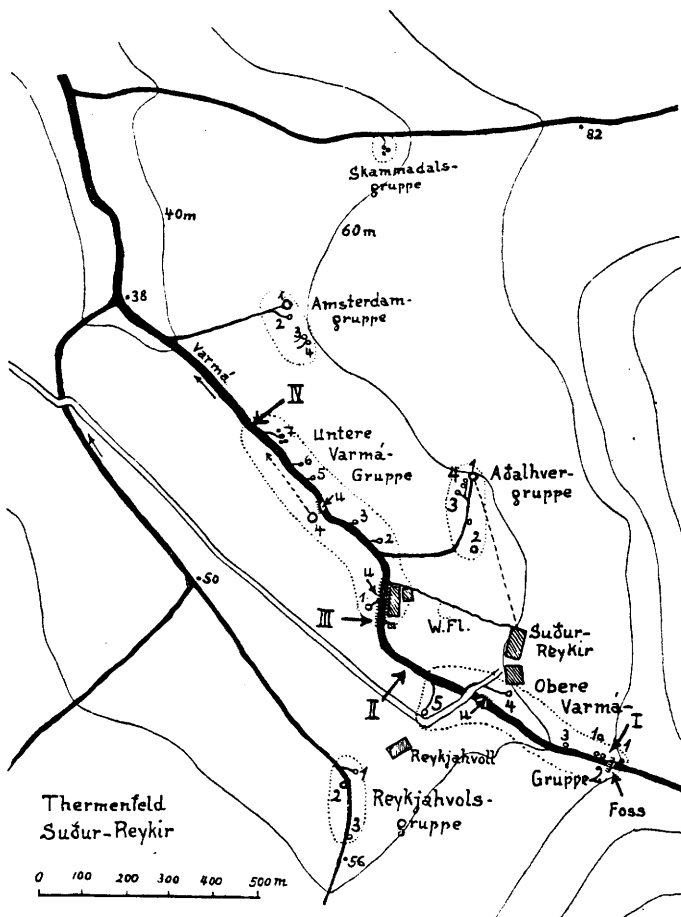 82
Skammadals-
gruppe
40m
60m
38
1
Amsterdam-
gruppe
2
3
4
Varmá
IV
7
Untere
Varmá-
Gruppe
6
5
u
4
3
2
1
Aðalhver-
gruppe
4
3
2
50
u
1
III
W.Fl.
Suður-
Reykir
II
5
u
4
Obere
Varmá-
I
3
1a
1
Gruppe
2
Foss
Reykjahvoll
1
2
Reykjahvols-
gruppe
3
56
Thermenfeld
Suður-Reykir
0 100 200 300 400 500 m